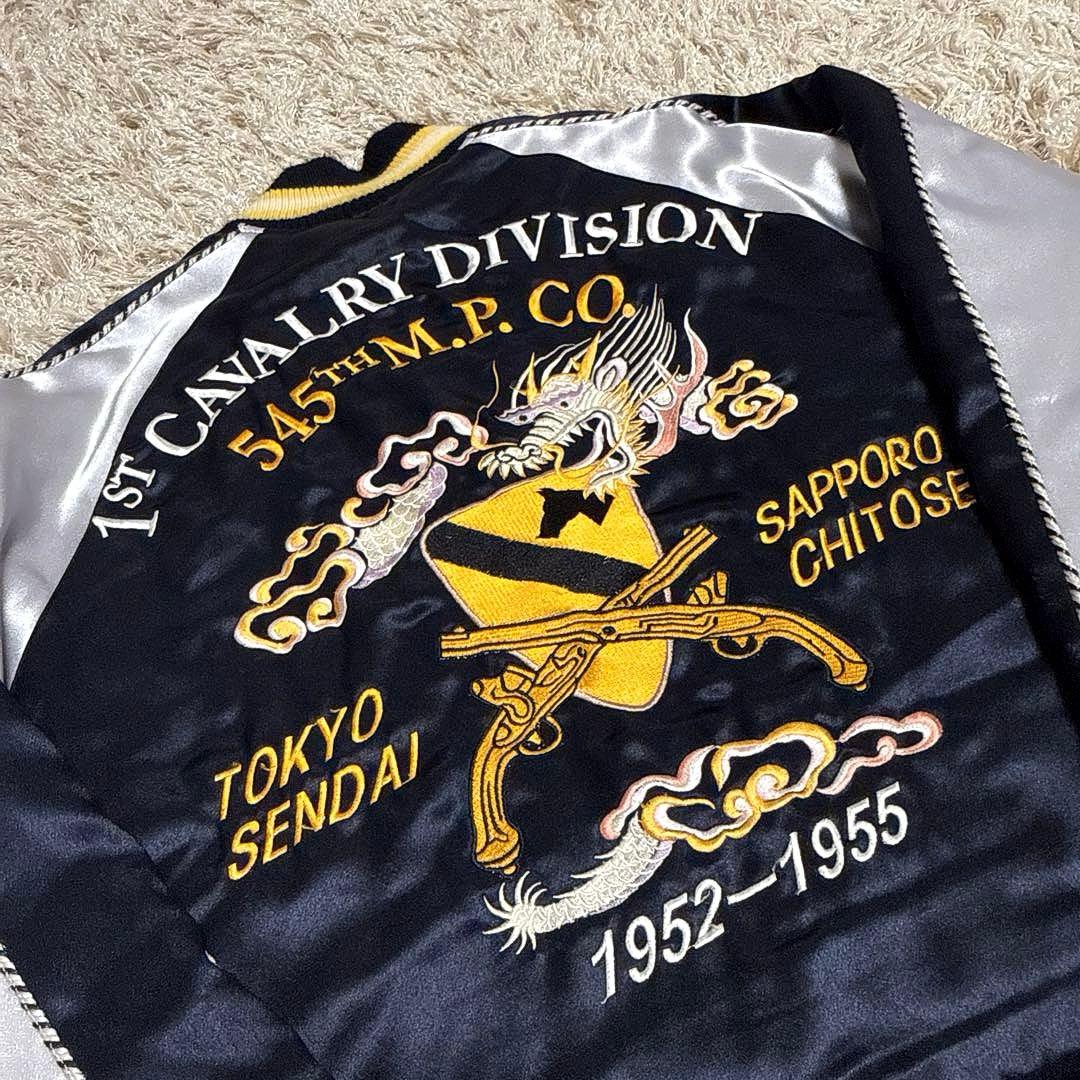 1ST CAVALRY DIVISION
545TH M.P. CO.
SAPPORO
CHITOSE
TOKYO
SENDAI
1952-1955